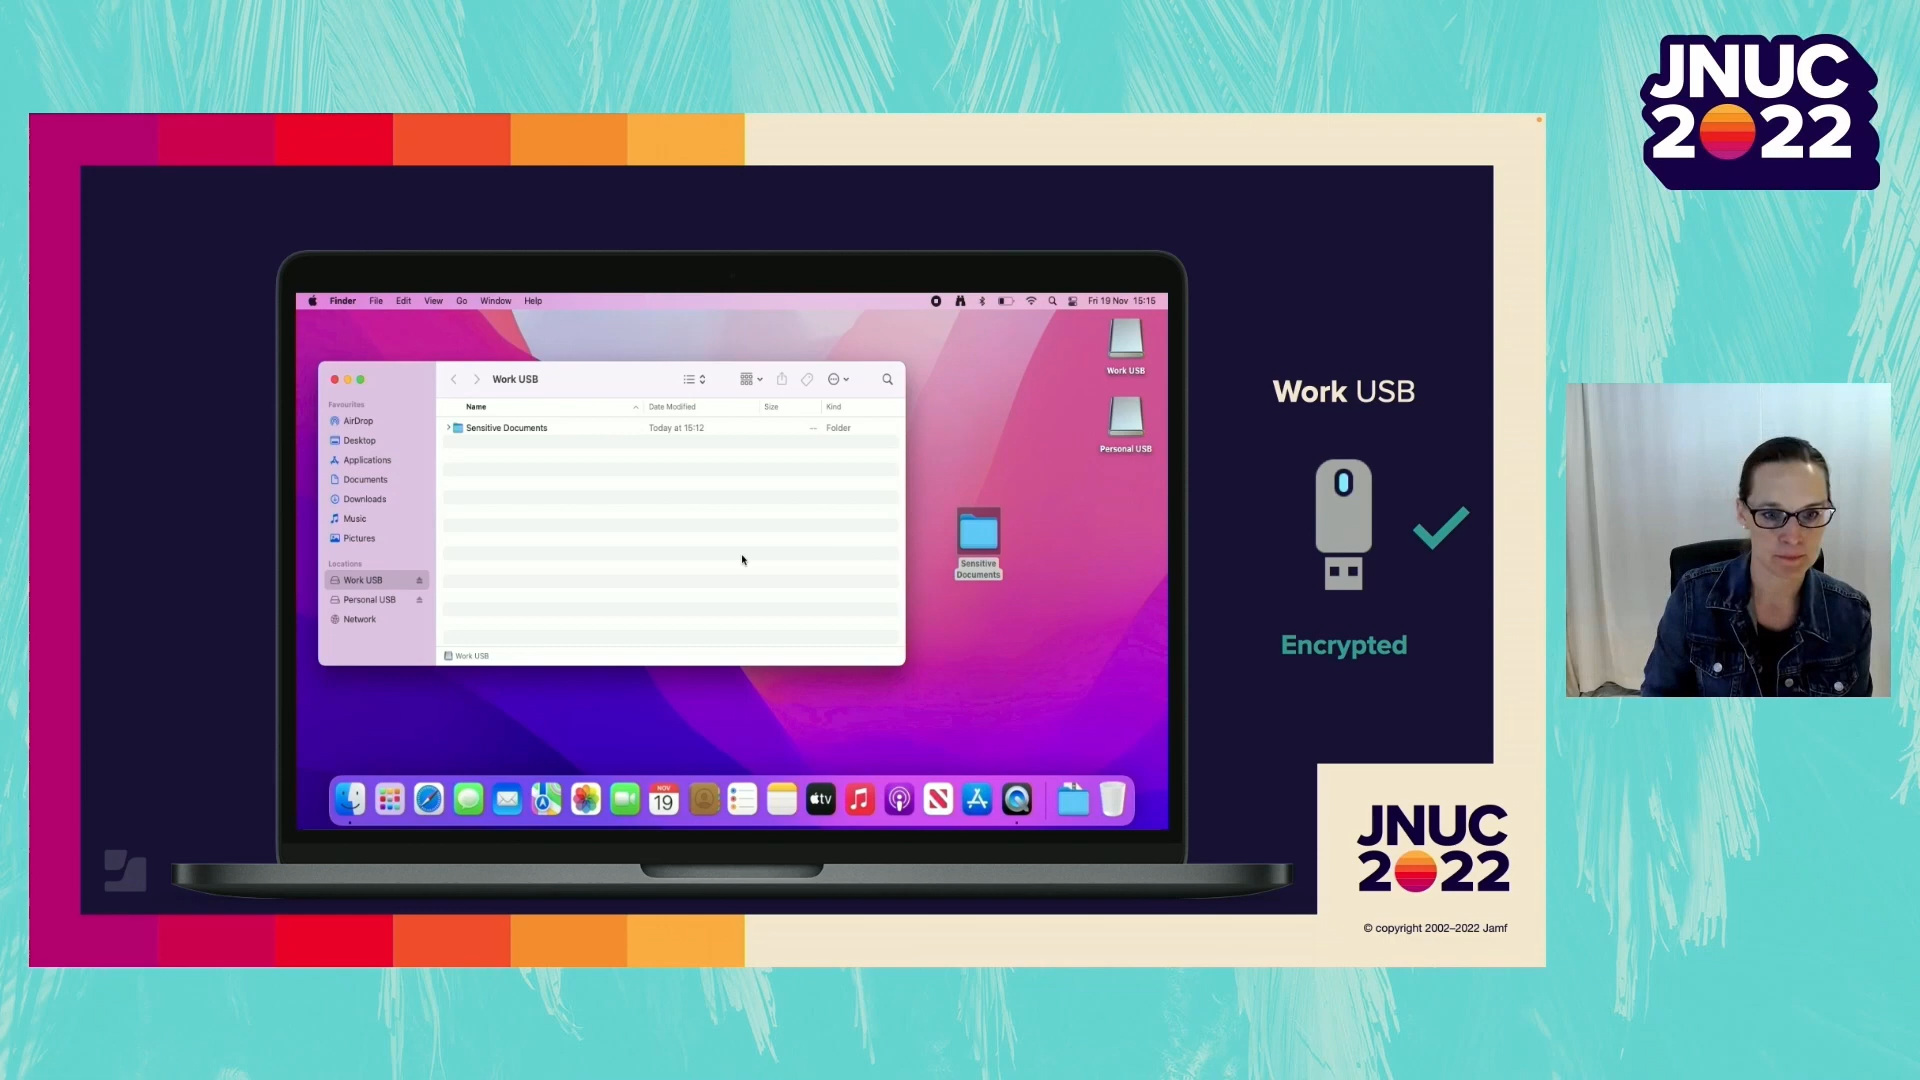 JNUC
2022
Finder File Edit View Go Window Help
Fri 19 Nov 15:15
Work USB
Personal USB
Work USB
Name Date Modified Size Kind
Sensitive Documents Today at 15:12 -- Folder
Favourites
AirDrop
Desktop
Applications
Documents
Downloads
Music
Pictures
Locations
Work USB
Personal USB
Network
Work USB
Sensitive
Documents
NOV
19
tv
Work USB
Encrypted
JNUC
2022
© copyright 2002–2022 Jamf